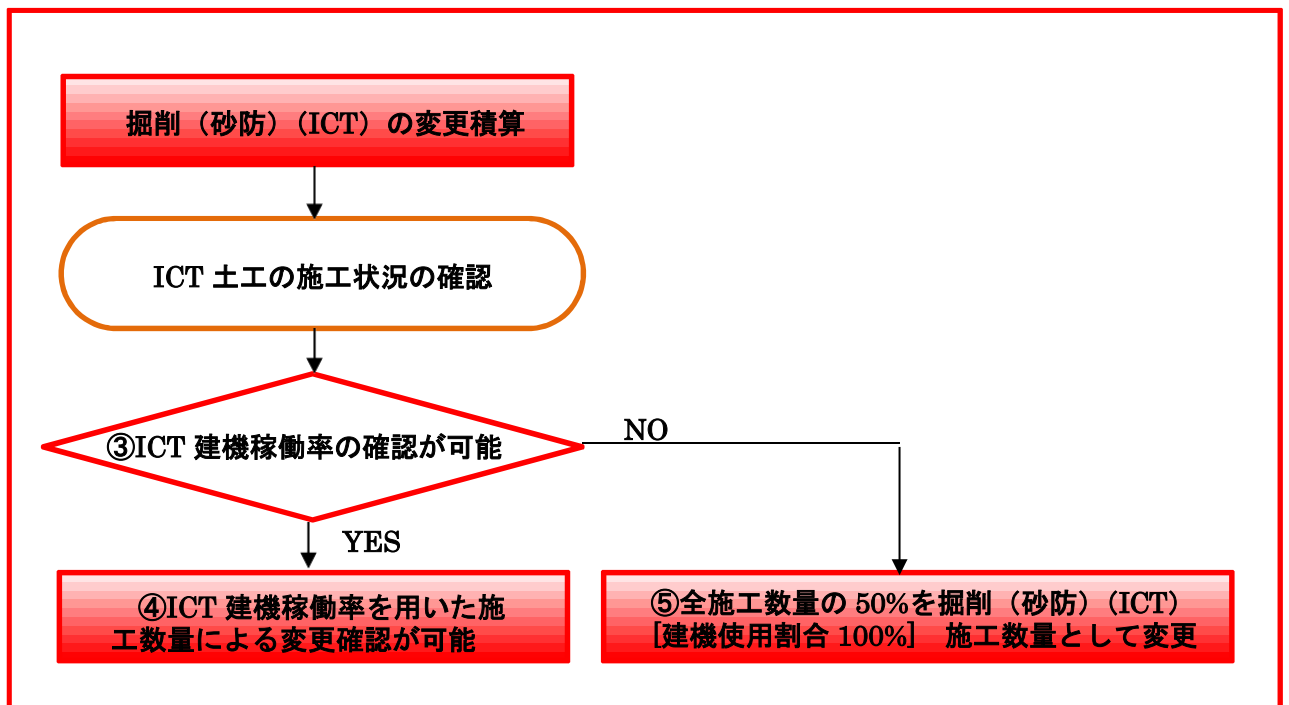 掘削（砂防）(ICT）の変更積算
ICT 土工の施工状況の確認
③ICT 建機稼働率の確認が可能
NO
YES
④ICT 建機稼働率を用いた施
工数量による変更確認が可能
⑤全施工数量の 50%を掘削（砂防）(ICT）
[建機使用割合 100%]　施工数量として変更